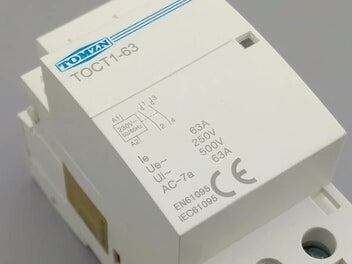 TOMZN
TOCT1-63
A1
1 3
230V~
50/60Hz
A2
2 4
Ie 63A
Ue~ 250V
Ui~ 500V
AC-7a 63A
EN61095
IEC61095
CE